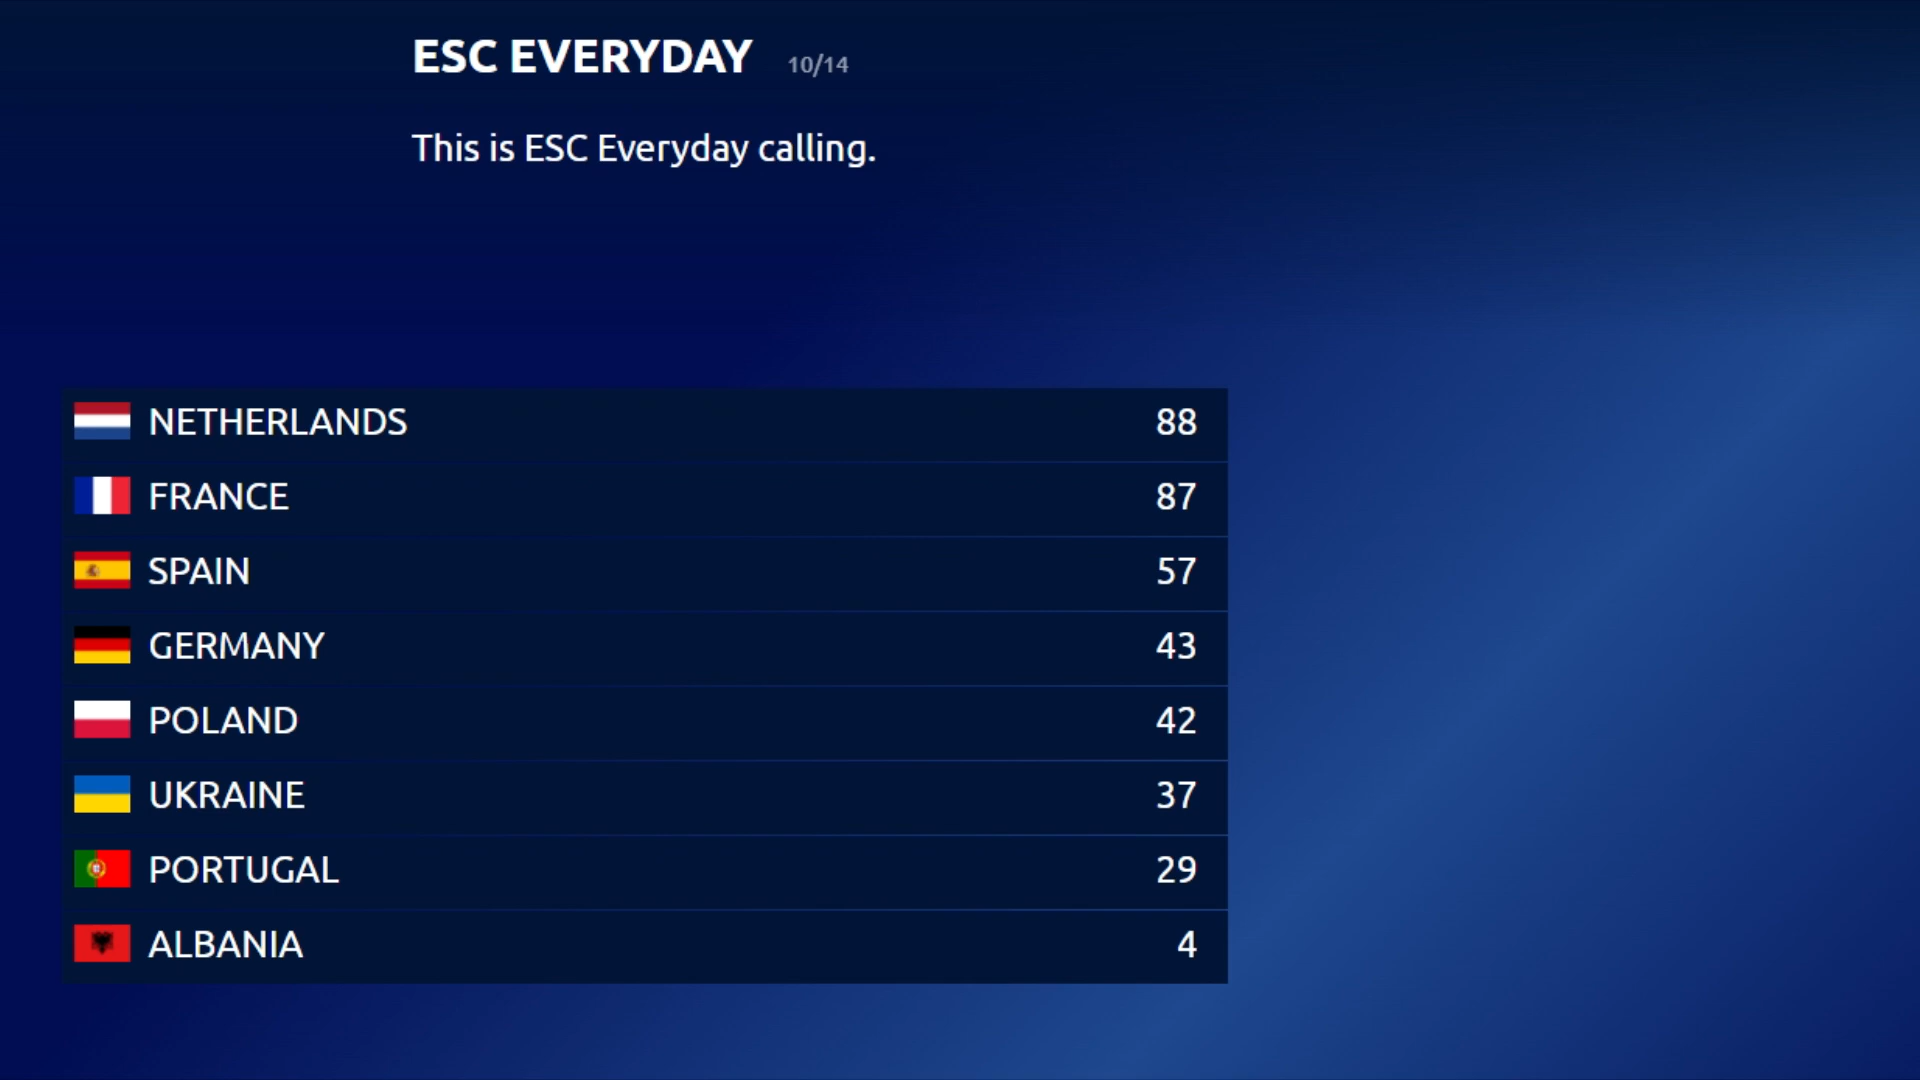 ESC EVERYDAY 10/14
This is ESC Everyday calling.
NETHERLANDS 88
FRANCE 87
SPAIN 57
GERMANY 43
POLAND 42
UKRAINE 37
PORTUGAL 29
ALBANIA 4